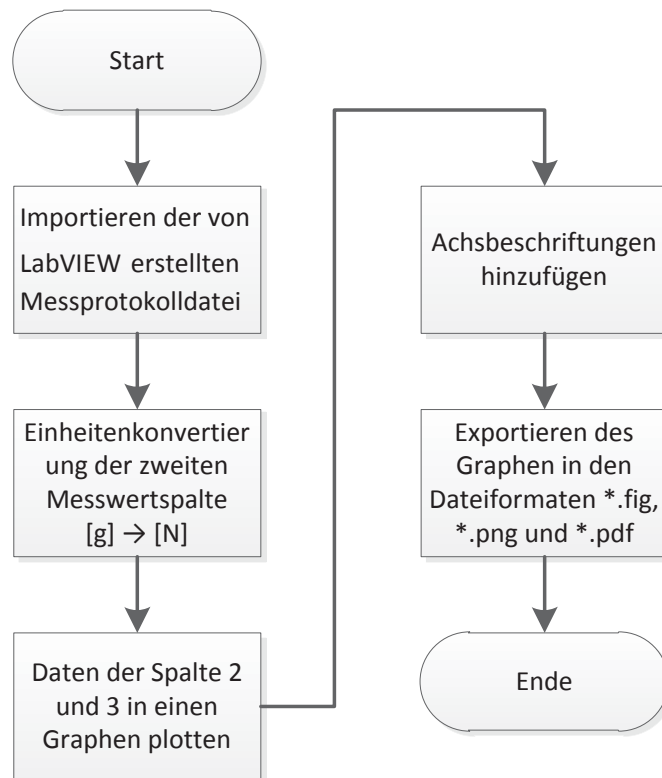 Start
Importieren der von
LabVIEW erstellten
Messprotokolldatei
Einheitenkonvertier
ung der zweiten
Messwertspalte
[g] → [N]
Daten der Spalte 2
und 3 in einen
Graphen plotten
Achsbeschriftungen
hinzufügen
Exportieren des
Graphen in den
Dateiformaten *.fig,
*.png und *.pdf
Ende